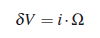 δV = i · Ω